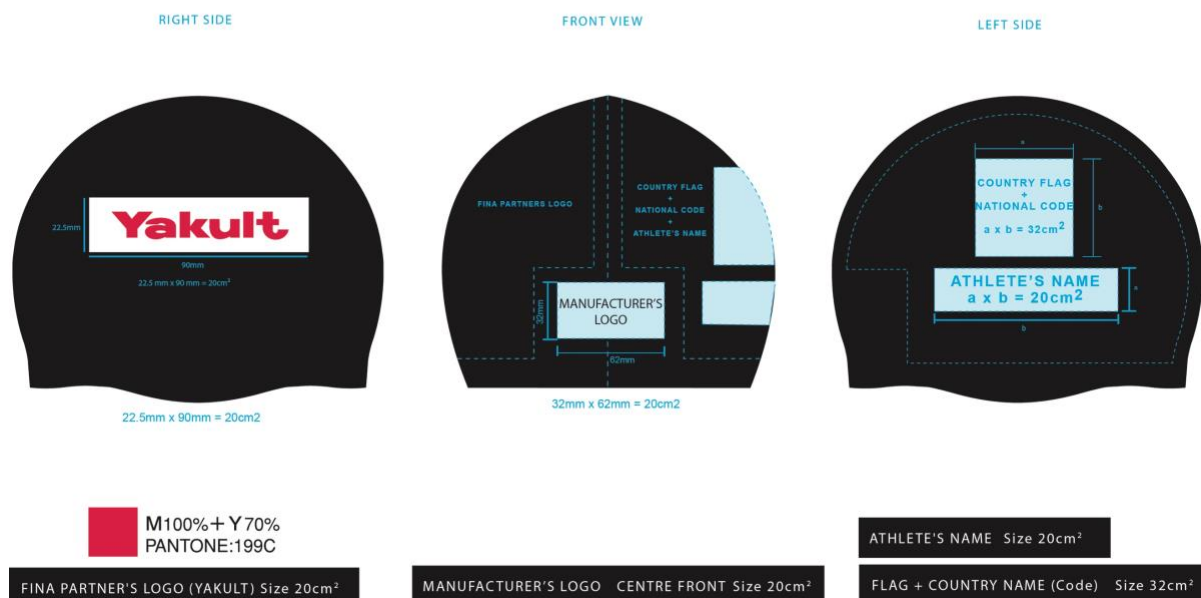 RIGHT SIDE
Yakult
22.5mm
90mm
22.5 mm x 90 mm = 20cm²
22.5mm x 90mm = 20cm2
M100%+Y70%
PANTONE:199C
FINA PARTNER'S LOGO (YAKULT) Size 20cm²
FRONT VIEW
FINA PARTNERS LOGO
COUNTRY FLAG
+
NATIONAL CODE
+
ATHLETE'S NAME
MANUFACTURER'S
LOGO
32mm
62mm
32mm x 62mm = 20cm2
MANUFACTURER'S LOGO CENTRE FRONT Size 20cm²
LEFT SIDE
a
COUNTRY FLAG
+
NATIONAL CODE
a x b = 32cm²
b
ATHLETE'S NAME
a x b = 20cm²
a
b
ATHLETE'S NAME Size 20cm²
FLAG + COUNTRY NAME (Code) Size 32cm²